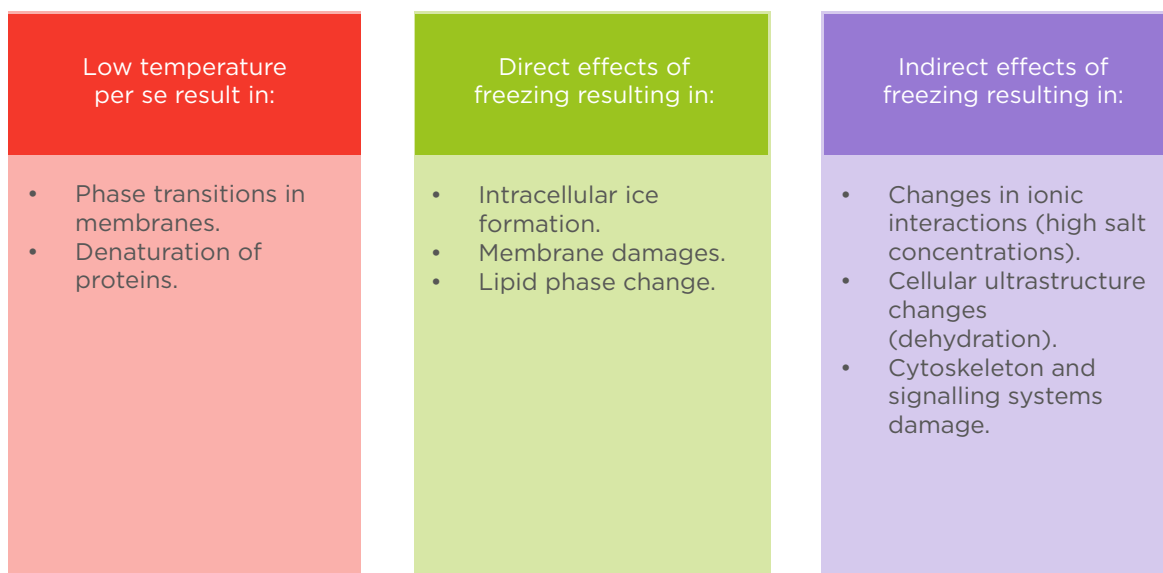 Low temperature
per se result in:
• Phase transitions in
membranes.
• Denaturation of
proteins.
Direct effects of
freezing resulting in:
• Intracellular ice
formation.
• Membrane damages.
• Lipid phase change.
Indirect effects of
freezing resulting in:
• Changes in ionic
interactions (high salt
concentrations).
• Cellular ultrastructure
changes
(dehydration).
• Cytoskeleton and
signalling systems
damage.